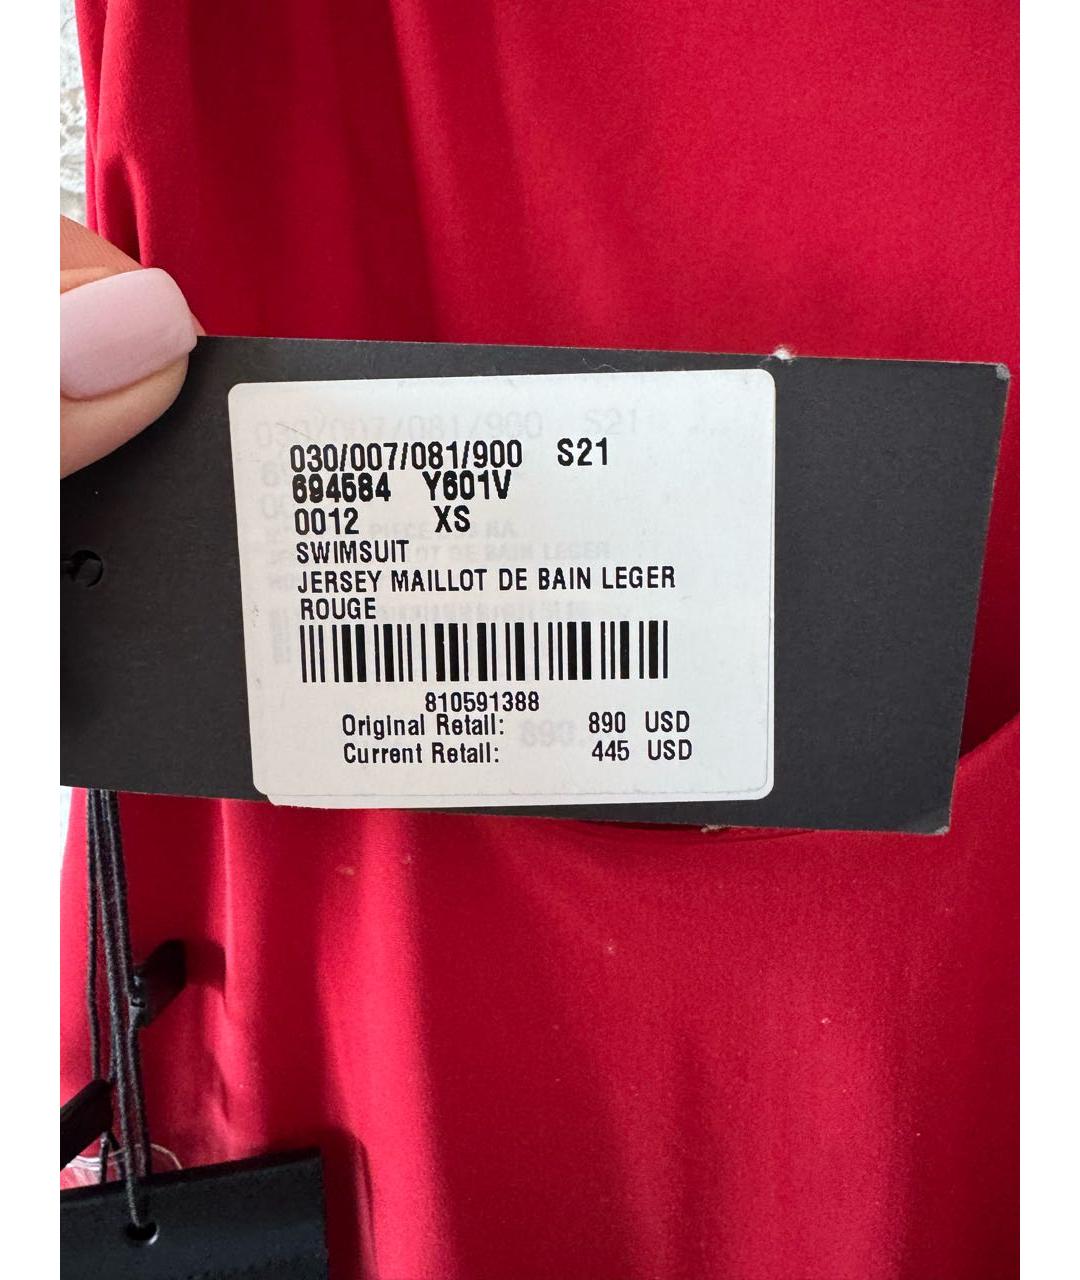 030/007/081/900 S21
694584 Y601V
0012 XS
SWIMSUIT
JERSEY MAILLOT DE BAIN LEGER
ROUGE
810591388
Original Retail: 890 USD
Current Retail: 445 USD